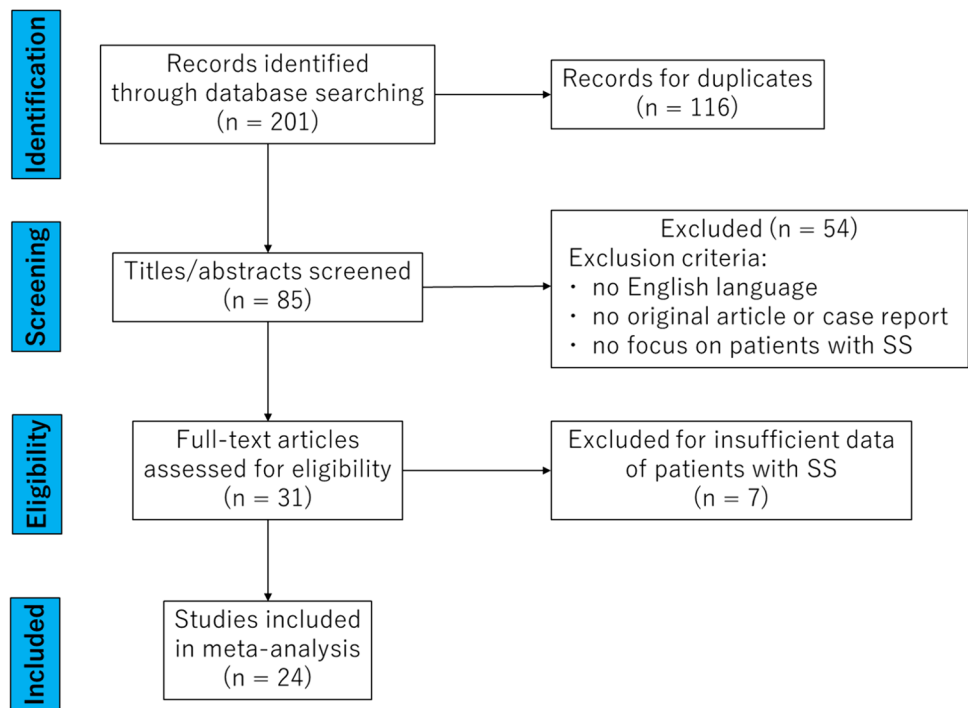 Identification
Records identified
through database searching
(n = 201)
Records for duplicates
(n = 116)
Screening
Titles/abstracts screened
(n = 85)
Excluded (n = 54)
Exclusion criteria:
・ no English language
・ no original article or case report
・ no focus on patients with SS
Eligibility
Full-text articles
assessed for eligibility
(n = 31)
Excluded for insufficient data
of patients with SS
(n = 7)
Included
Studies included
in meta-analysis
(n = 24)